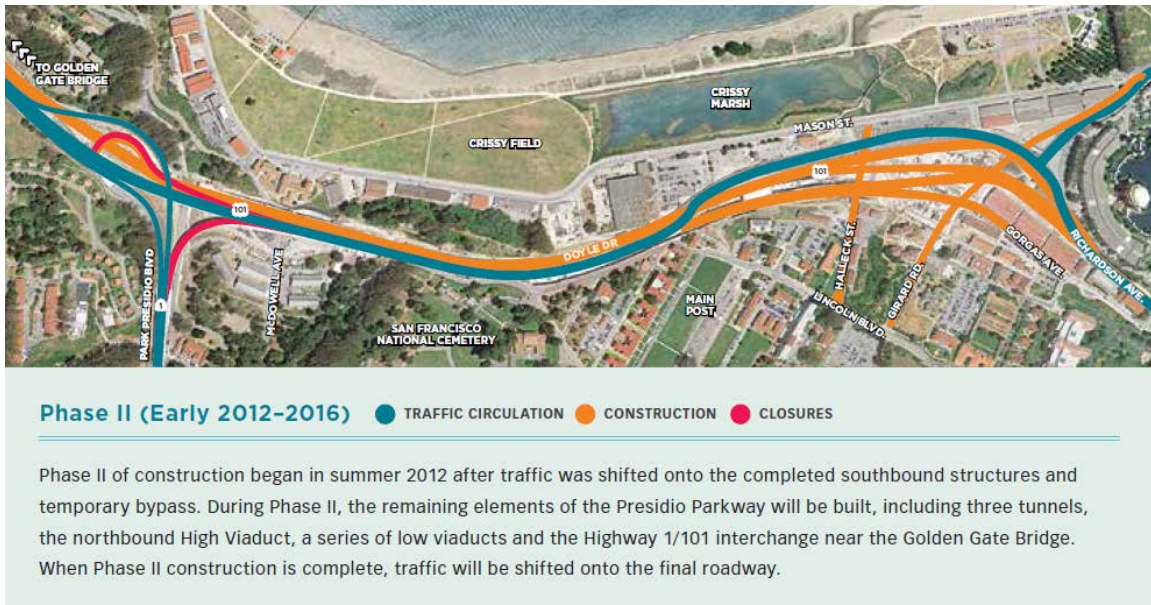 TO GOLDEN
GATE BRIDGE
CRISSY FIELD
CRISSY
MARSH
MASON ST.
101
101
DOYLE DR
PARK PRESIDIO BLVD
1
McDOWELL AVE
SAN FRANCISCO
NATIONAL CEMETERY
MAIN
POST
HALLECK ST.
LINCOLN BLVD.
GIRARD RD.
GORGAS AVE.
RICHARDSON AVE.
Phase II (Early 2012–2016)
TRAFFIC CIRCULATION
CONSTRUCTION
CLOSURES
Phase II of construction began in summer 2012 after traffic was shifted onto the completed southbound structures and
temporary bypass. During Phase II, the remaining elements of the Presidio Parkway will be built, including three tunnels,
the northbound High Viaduct, a series of low viaducts and the Highway 1/101 interchange near the Golden Gate Bridge.
When Phase II construction is complete, traffic will be shifted onto the final roadway.